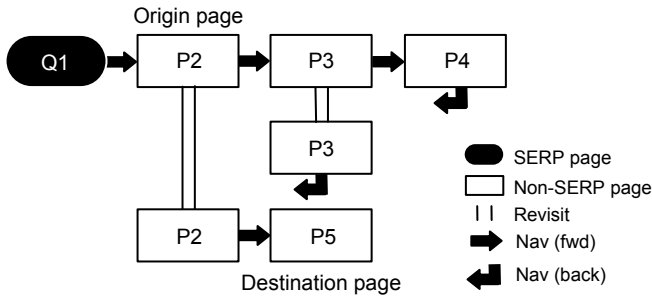 Origin page
Q1
P2
P3
P4
P3
SERP page
Non-SERP page
Revisit
P2
P5
Nav (fwd)
Nav (back)
Destination page